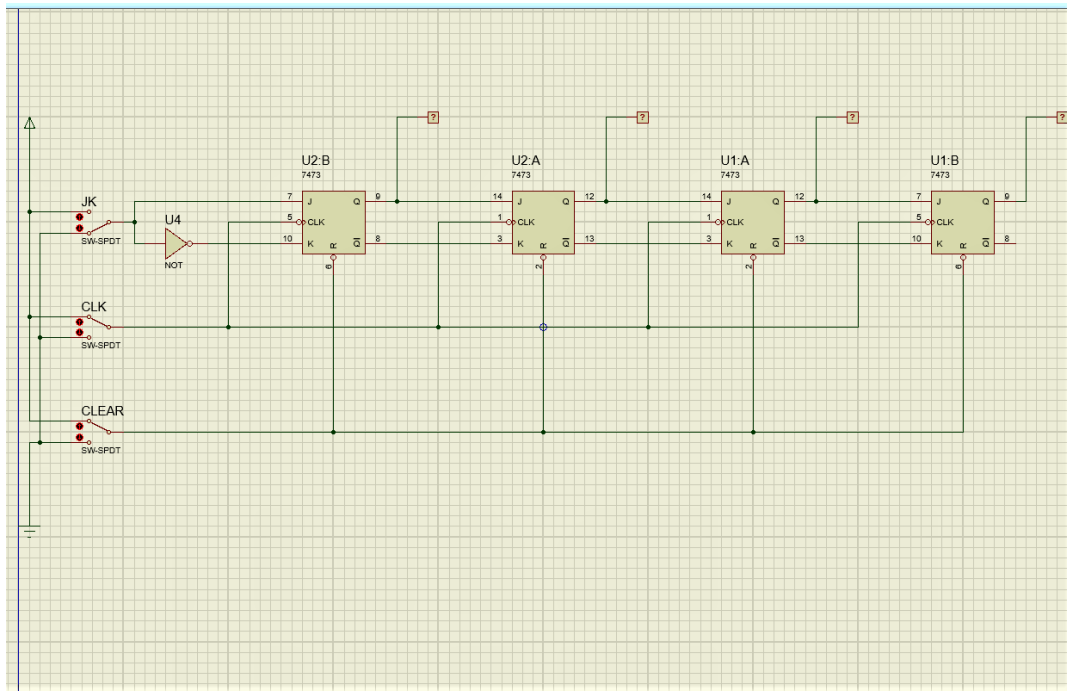 ? ? ? ?
U2:B U2:A U1:A U1:B
7473 7473 7473 7473
JK
7 J Q 9 14 J Q 12 14 J Q 12 7 J Q 9
SW-SPDT
U4
5 CLK 1 CLK 1 CLK 5 CLK
10 K R Q 8 3 K R Q 13 3 K R Q 13 10 K R Q 8
NOT
6 2 2 6
CLK
SW-SPDT
CLEAR
SW-SPDT